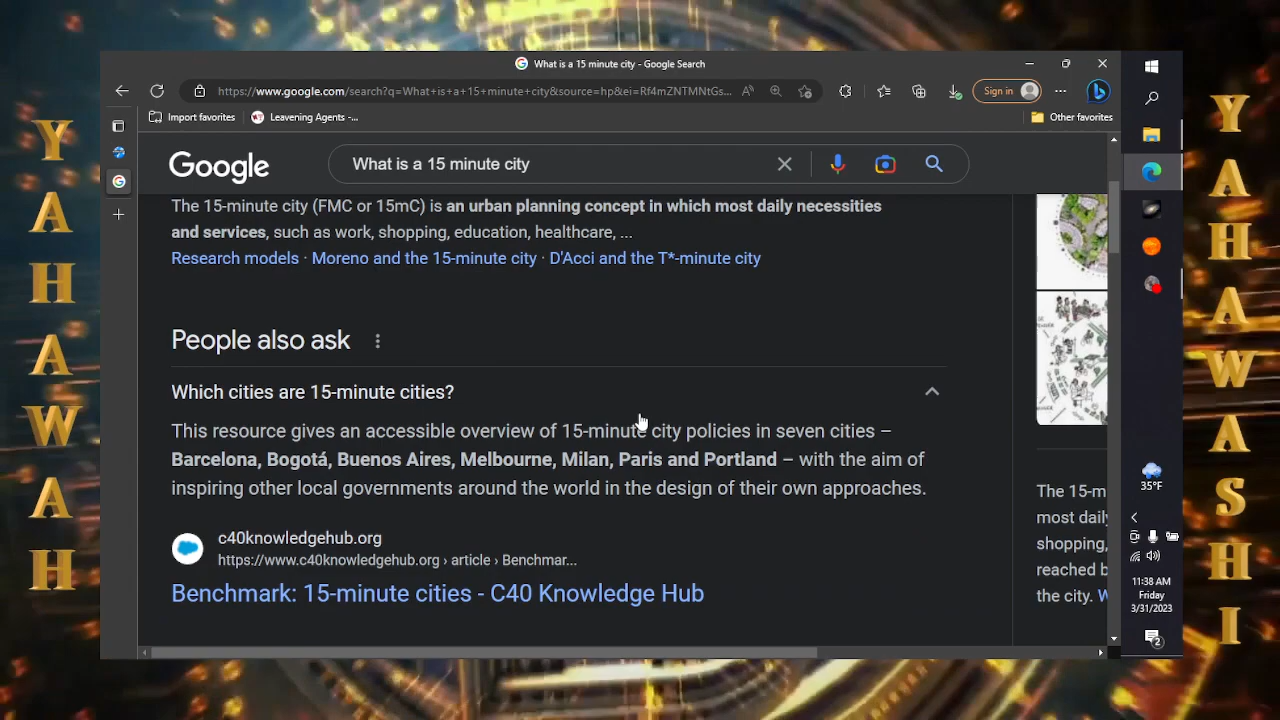 YAHAWAH
What is a 15 minute city - Google Search
https://www.google.com/search?q=What+is+a+15+minute+city&source=hp&ei=Rf4mZNTMNtGs...
Sign in
Import favorites
Leavening Agents -...
Other favorites
Google
What is a 15 minute city
The 15-minute city (FMC or 15mC) is an urban planning concept in which most daily necessities
and services, such as work, shopping, education, healthcare, ...
Research models · Moreno and the 15-minute city · D'Acci and the T*-minute city
People also ask
Which cities are 15-minute cities?
This resource gives an accessible overview of 15-minute city policies in seven cities –
Barcelona, Bogotá, Buenos Aires, Melbourne, Milan, Paris and Portland – with the aim of
inspiring other local governments around the world in the design of their own approaches.
c40knowledgehub.org
https://www.c40knowledgehub.org › article › Benchmar...
Benchmark: 15-minute cities - C40 Knowledge Hub
The 15-m
most daily
shopping,
reached b
the city. W
35°F
11:38 AM
Friday
3/31/2023
2
YAHAWASHI